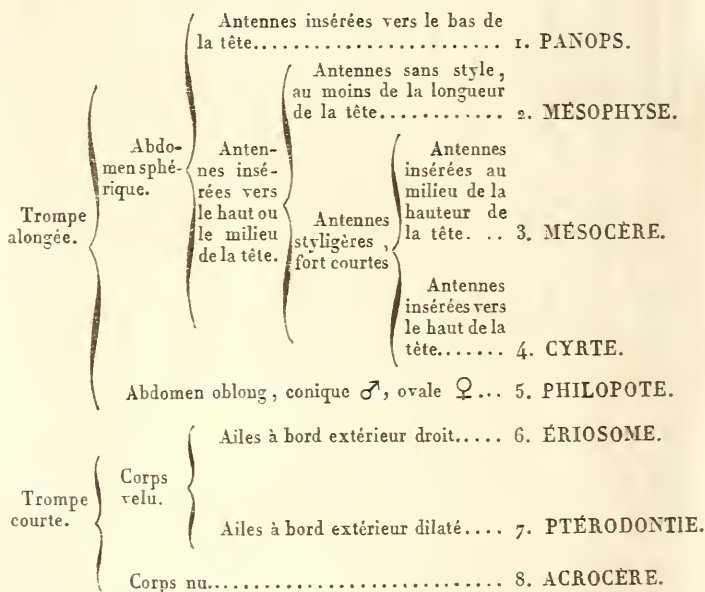 Antennes insérées vers le bas de
la tête....................... 1. PANOPS.
Antennes sans style,
au moins de la longueur
de la tête............ 2. MÉSOPHYSE.
Trompe
alongée.
Abdo-
men sphé-
rique.
Anten-
nes insé-
rées vers
le haut ou
le milieu
de la tête.
Antennes
styligères,
fort courtes
Antennes
insérées au
milieu de la
hauteur de
la tête. .. 3. MÉSOCÈRE.
Antennes
insérées vers
le haut de la
tête....... 4. CYRTE.
Abdomen oblong, conique ♂, ovale ♀... 5. PHILOPOTE.
Trompe
courte.
Corps
velu.
Ailes à bord extérieur droit..... 6. ÉRIOSOME.
Ailes à bord extérieur dilaté.... 7. PTÉRODONTIE.
Corps nu.............................. 8. ACROCÈRE.